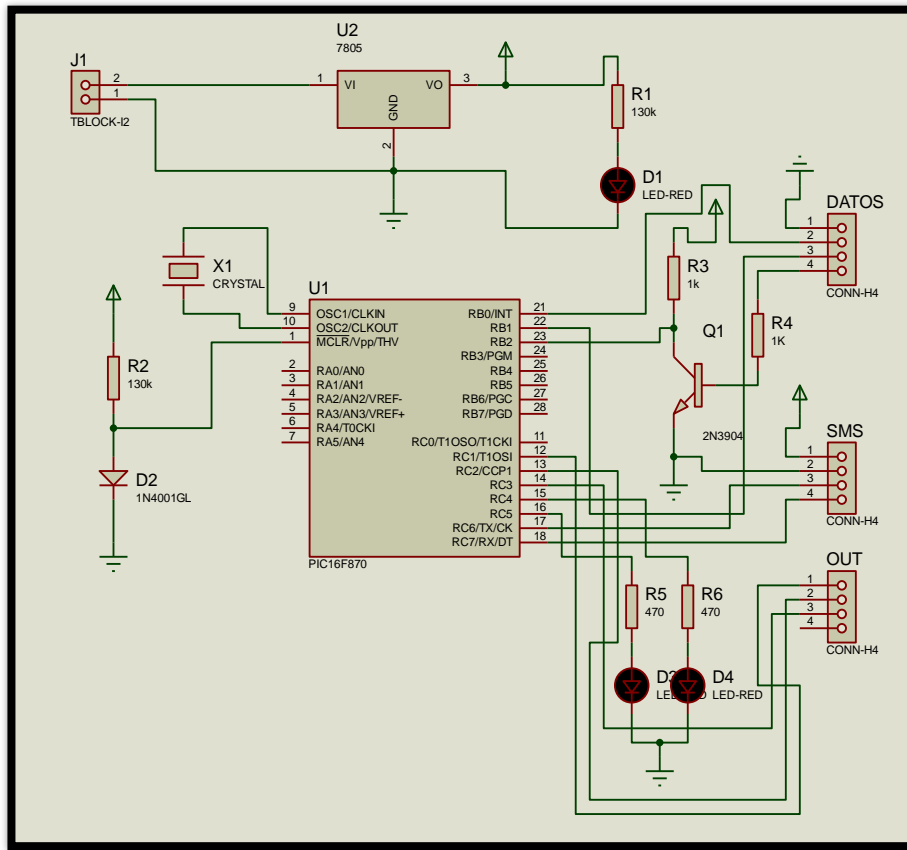 U2
7805
J1
2
1
TBLOCK-I2
1
VI
VO
3
GND
2
R1
130k
D1
LED-RED
DATOS
1
2
3
4
CONN-H4
X1
CRYSTAL
R3
1k
R4
1K
Q1
2N3904
R2
130k
D2
1N4001GL
U1
9
OSC1/CLKIN
10
OSC2/CLKOUT
1
MCLR/Vpp/THV
2
RA0/AN0
3
RA1/AN1
4
RA2/AN2/VREF-
5
RA3/AN3/VREF+
6
RA4/T0CKI
7
RA5/AN4
RB0/INT
21
RB1
22
RB2
23
RB3/PGM
24
RB4
25
RB5
26
RB6/PGC
27
RB7/PGD
28
RC0/T1OSO/T1CKI
11
RC1/T1OSI
12
RC2/CCP1
13
RC3
14
RC4
15
RC5
16
RC6/TX/CK
17
RC7/RX/DT
18
PIC16F870
SMS
1
2
3
4
CONN-H4
OUT
1
2
3
4
CONN-H4
R5
470
R6
470
D4
LED-RED